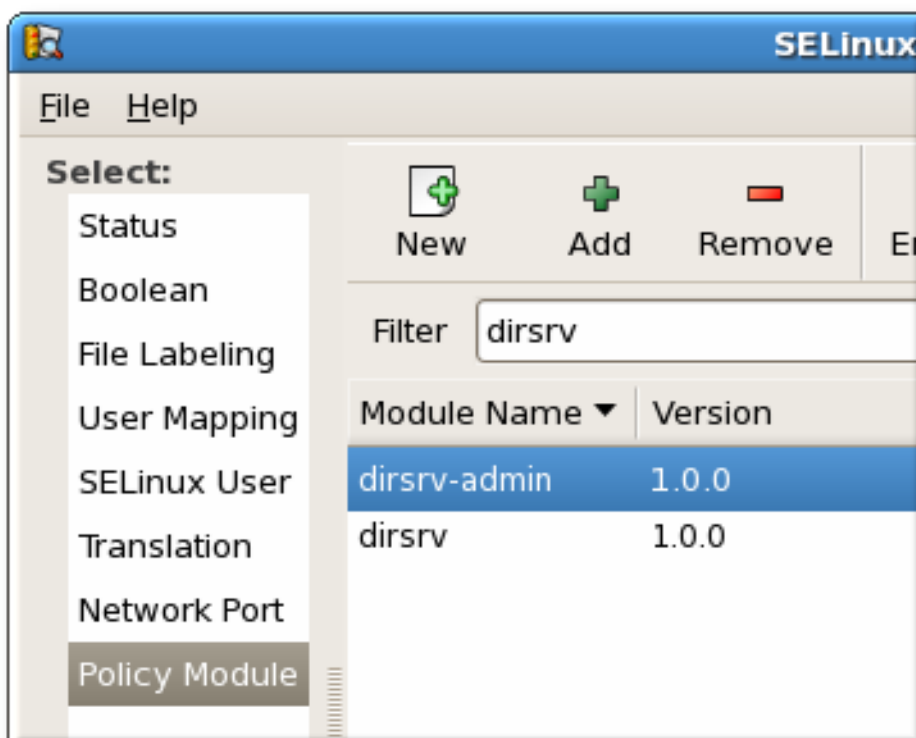 SELinux
File Help
Select:
Status
Boolean
File Labeling
User Mapping
SELinux User
Translation
Network Port
Policy Module
New Add Remove
Filter dirsrv
Module Name Version
dirsrv-admin 1.0.0
dirsrv 1.0.0